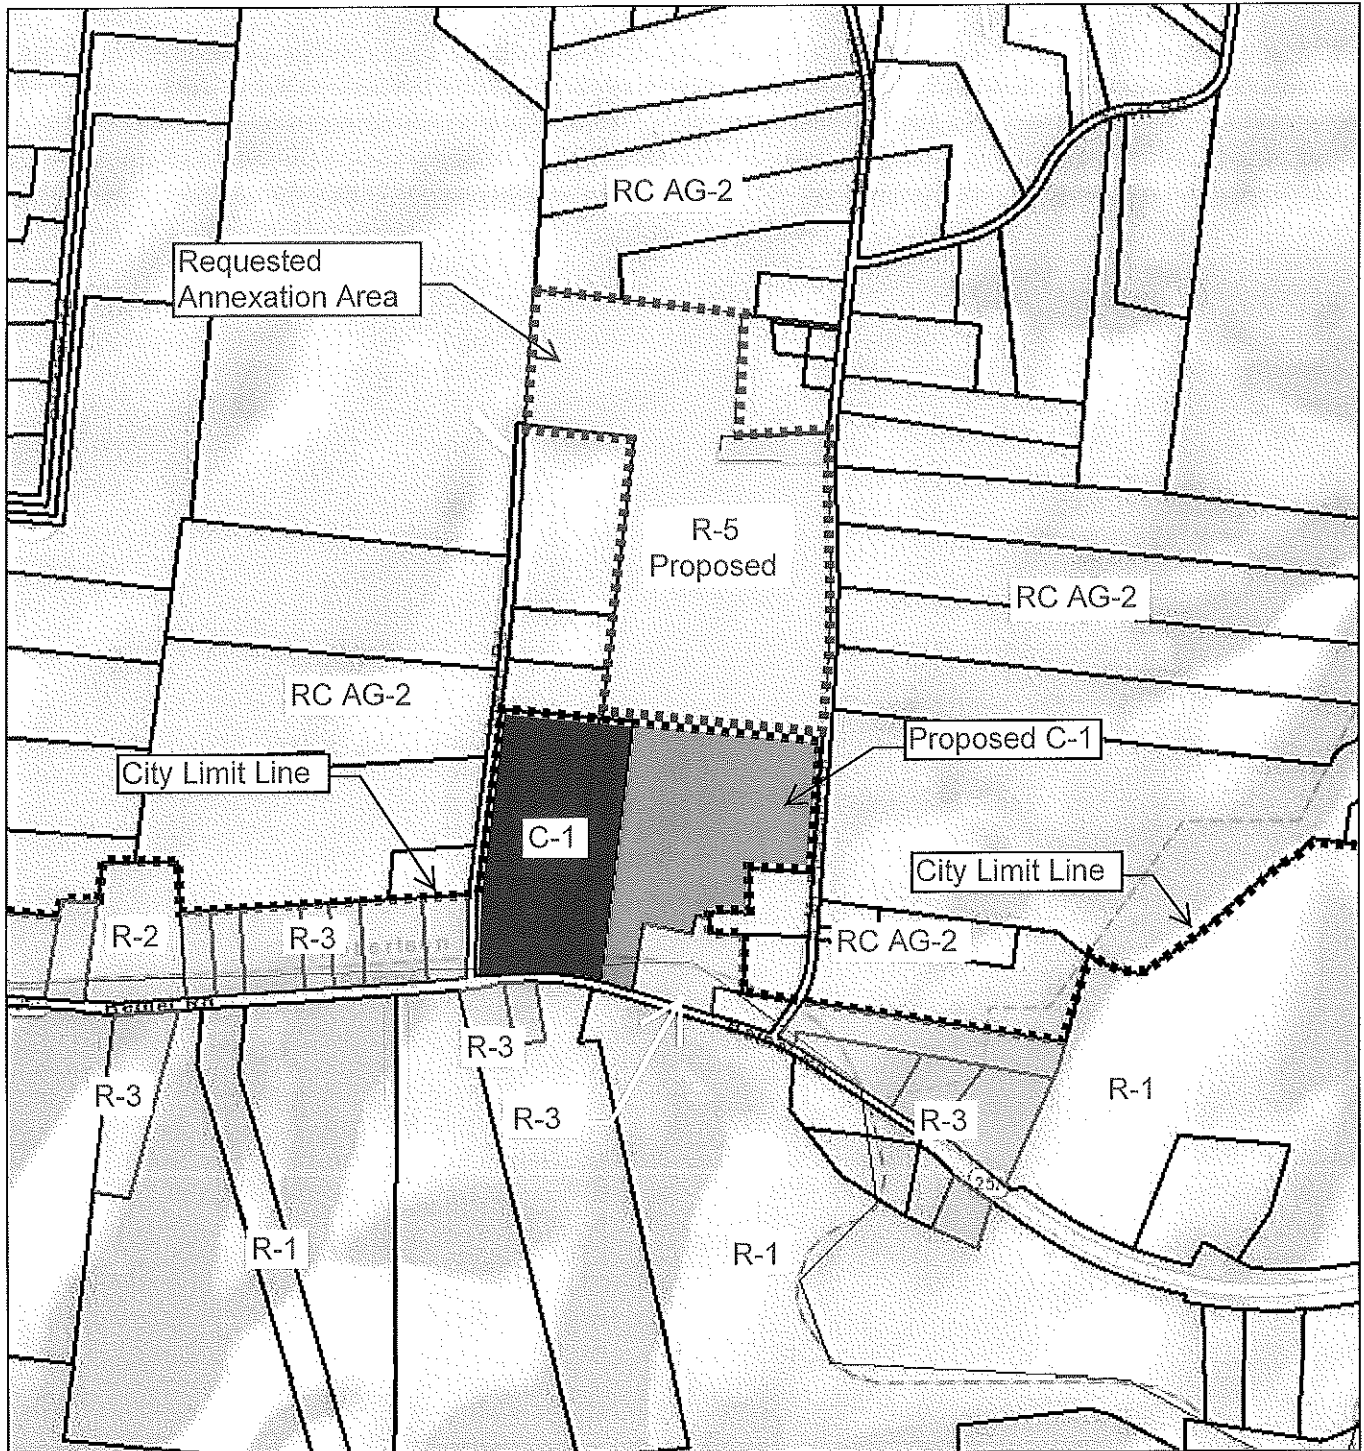 RC AG-2
Requested
Annexation Area
R-5
Proposed
RC AG-2
RC AG-2
Proposed C-1
City Limit Line
C-1
City Limit Line
R-2
R-3
RC AG-2
R-3
R-3
R-1
R-3
R-3
R-1
R-1